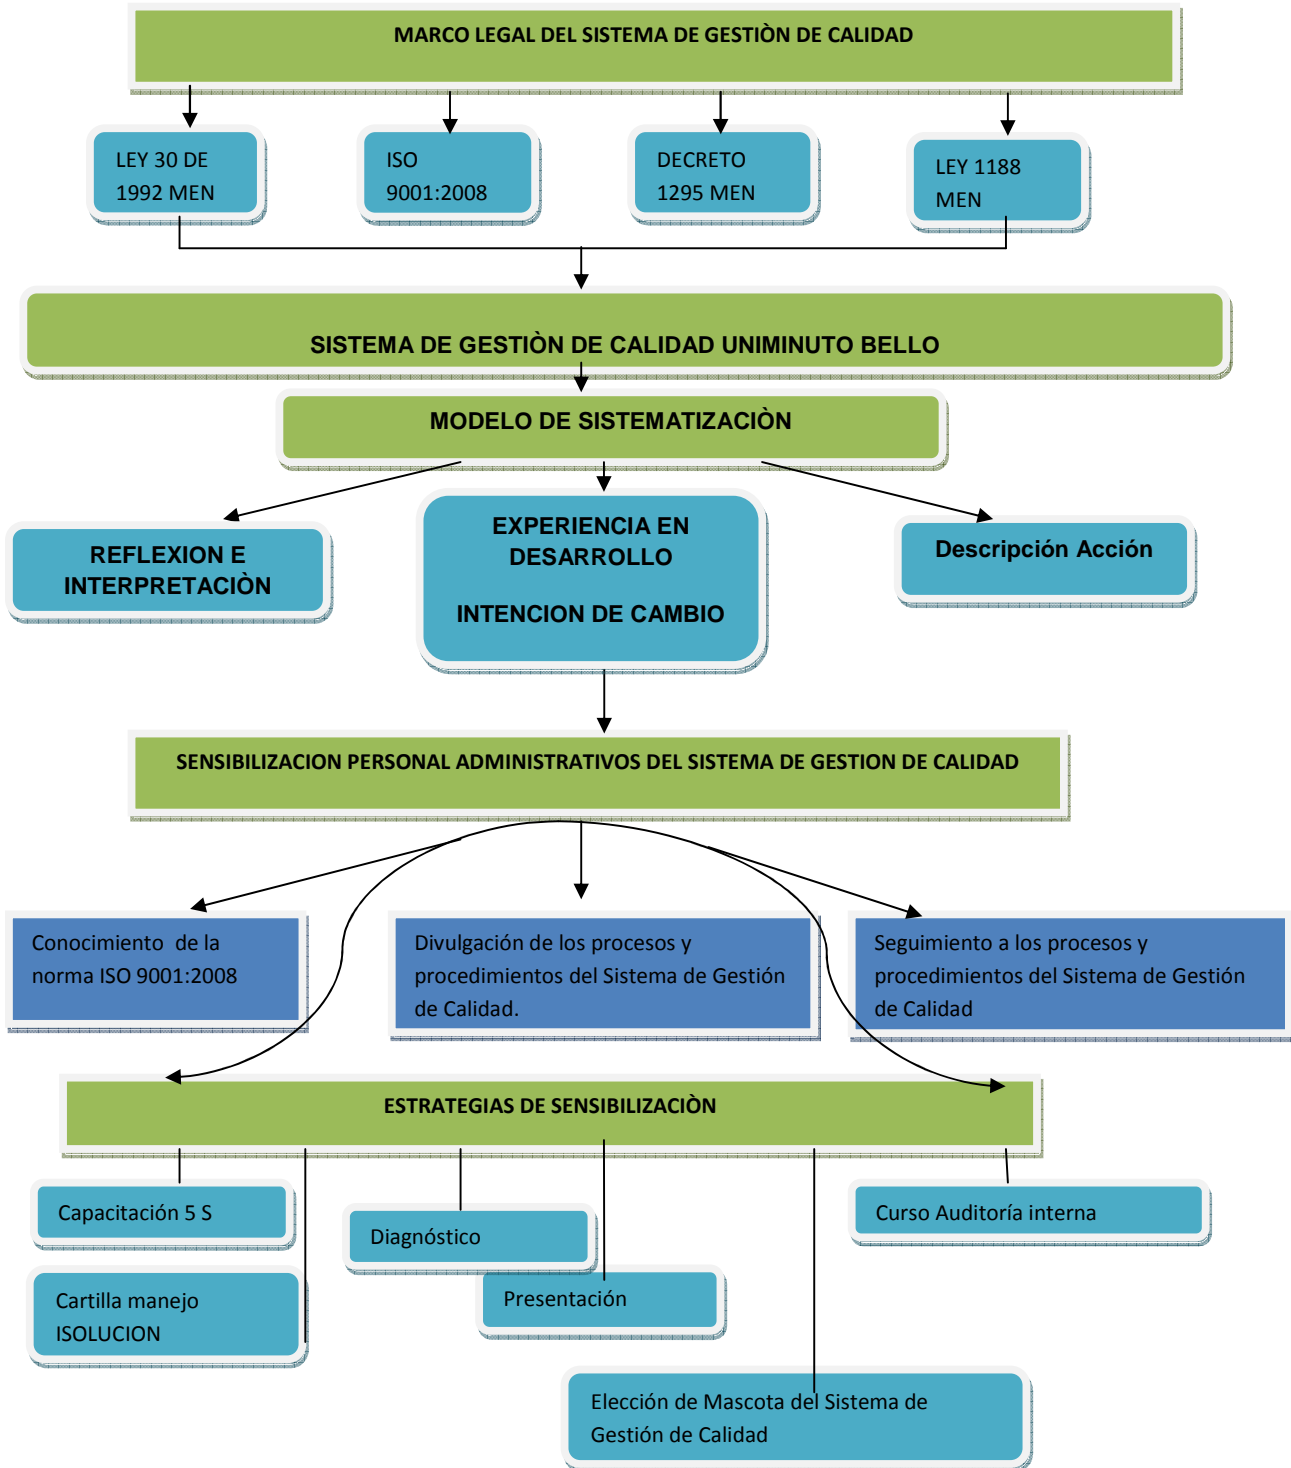 MARCO LEGAL DEL SISTEMA DE GESTIÒN DE CALIDAD
LEY 30 DE
1992 MEN
ISO
9001:2008
DECRETO
1295 MEN
LEY 1188
MEN
SISTEMA DE GESTIÒN DE CALIDAD UNIMINUTO BELLO
MODELO DE SISTEMATIZACIÒN
REFLEXION E
INTERPRETACIÒN
EXPERIENCIA EN
DESARROLLO
INTENCION DE CAMBIO
Descripción Acción
SENSIBILIZACION PERSONAL ADMINISTRATIVOS DEL SISTEMA DE GESTION DE CALIDAD
Conocimiento de la
norma ISO 9001:2008
Divulgación de los procesos y
procedimientos del Sistema de Gestión
de Calidad.
Seguimiento a los procesos y
procedimientos del Sistema de Gestión
de Calidad
ESTRATEGIAS DE SENSIBILIZACIÒN
Capacitación 5 S
Diagnóstico
Curso Auditoría interna
Cartilla manejo
ISOLUCION
Presentación
Elección de Mascota del Sistema de
Gestión de Calidad